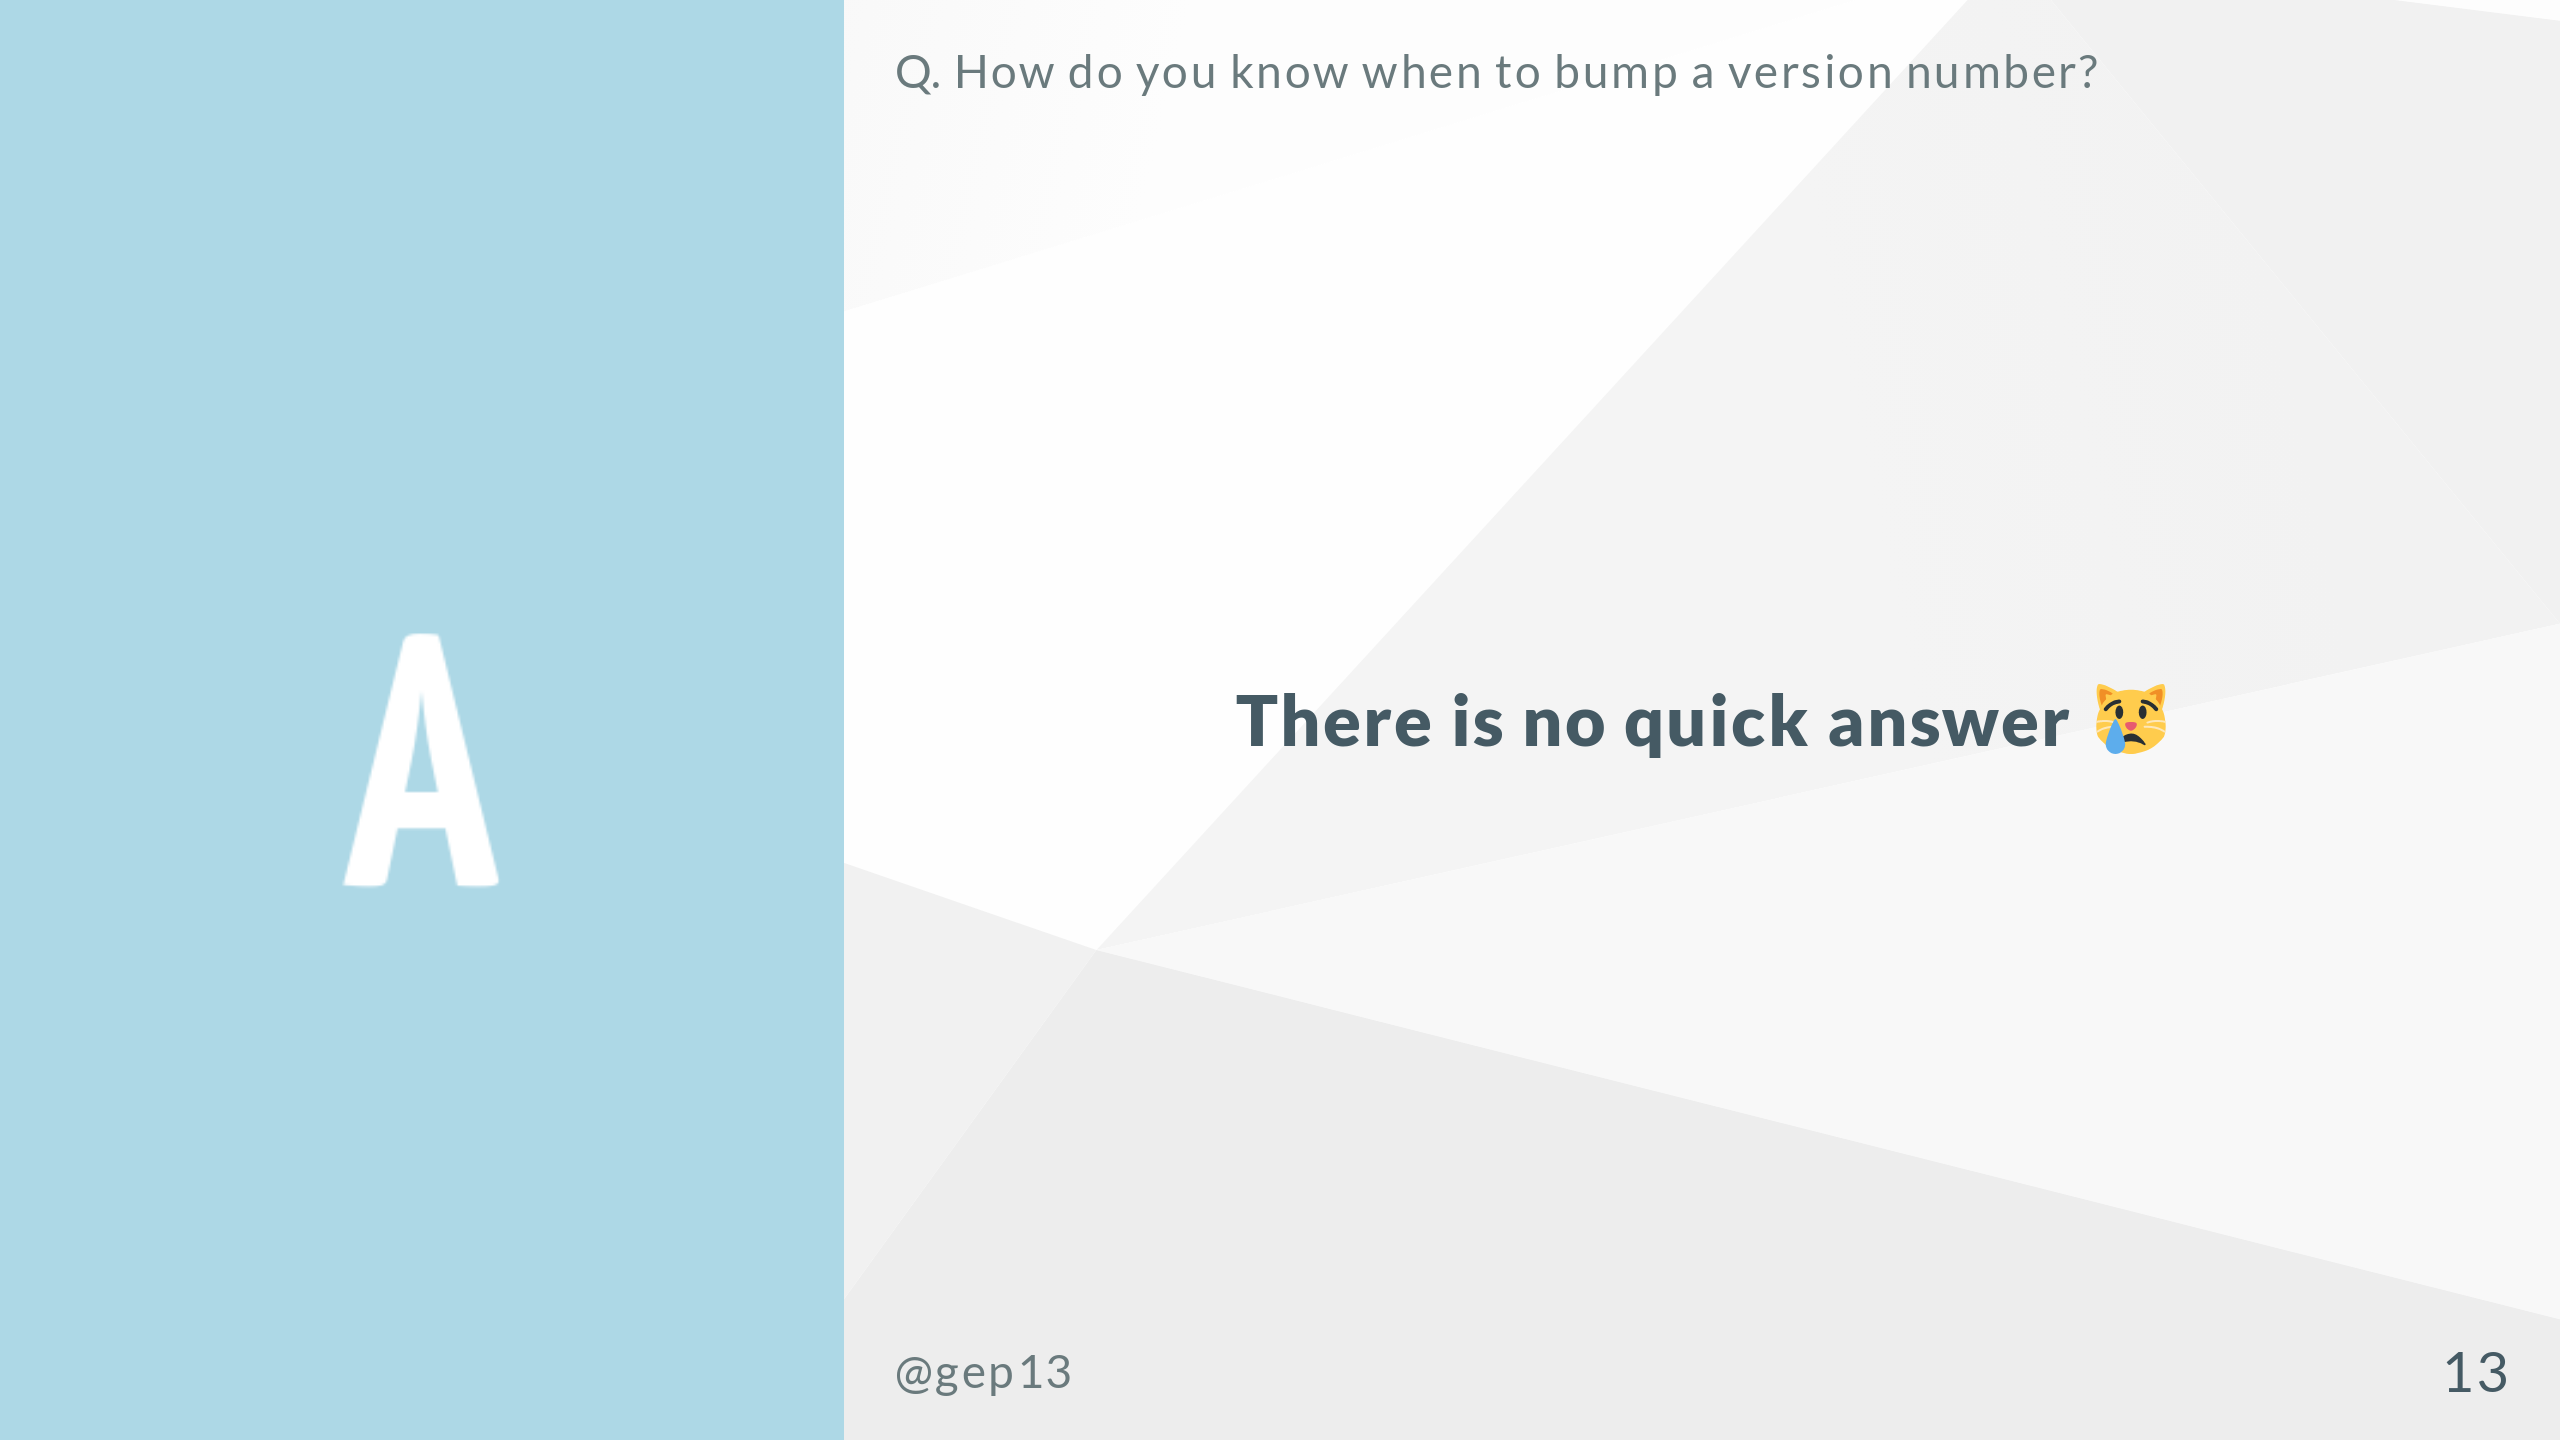 Q. How do you know when to bump a version number?
A
There is no quick answer 😿
@gep13
13